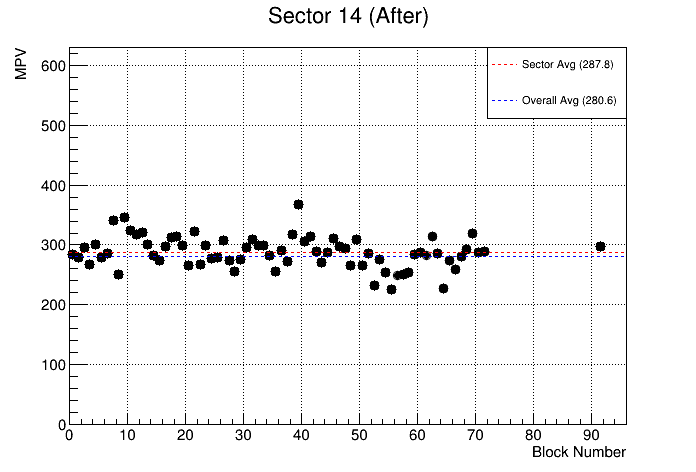 Sector 14 (After)
MPV
600
500
400
300
200
100
0
Sector Avg (287.8)
Overall Avg (280.6)
0 10 20 30 40 50 60 70 80 90
Block Number